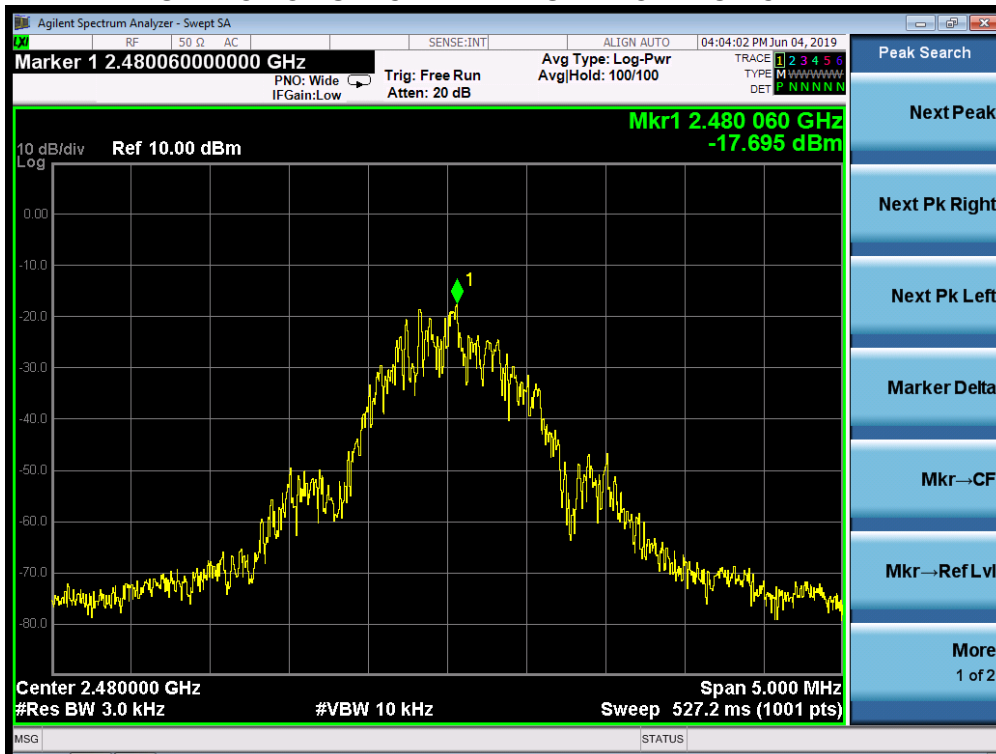 Agilent Spectrum Analyzer - Swept SA
LXI RF 50 Ω AC SENSE:INT ALIGN AUTO 04:04:02 PM Jun 04, 2019
Marker 1 2.480060000000 GHz
PNO: Wide Trig: Free Run Avg Type: Log-Pwr TRACE 1 2 3 4 5 6
IFGain:Low Atten: 20 dB Avg|Hold: 100/100 TYPE M WWWWW
DET P N N N N N
Mkr1 2.480 060 GHz
-17.695 dBm
10 dB/div Ref 10.00 dBm
Log
0.00
-10.0
1
-20.0
-30.0
-40.0
-50.0
-60.0
-70.0
-80.0
Center 2.480000 GHz Span 5.000 MHz
#Res BW 3.0 kHz #VBW 10 kHz Sweep 527.2 ms (1001 pts)
MSG STATUS
Peak Search
Next Peak
Next Pk Right
Next Pk Left
Marker Delta
Mkr→CF
Mkr→Ref Lvl
More
1 of 2